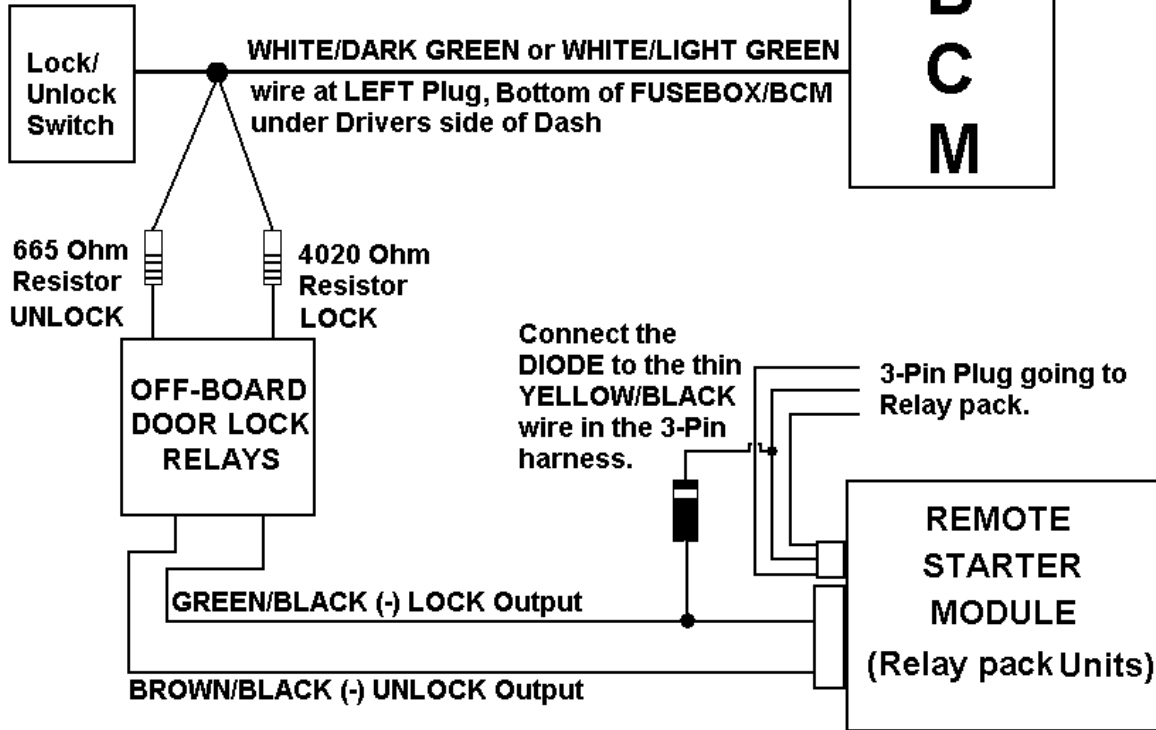 B
C
M
Lock/
Unlock
Switch
WHITE/DARK GREEN or WHITE/LIGHT GREEN
wire at LEFT Plug, Bottom of FUSEBOX/BCM
under Drivers side of Dash
665 Ohm
Resistor
UNLOCK
4020 Ohm
Resistor
LOCK
OFF-BOARD
DOOR LOCK
RELAYS
Connect the
DIODE to the thin
YELLOW/BLACK
wire in the 3-Pin
harness.
3-Pin Plug going to
Relay pack.
REMOTE
STARTER
MODULE
(Relay pack Units)
GREEN/BLACK (-) LOCK Output
BROWN/BLACK (-) UNLOCK Output